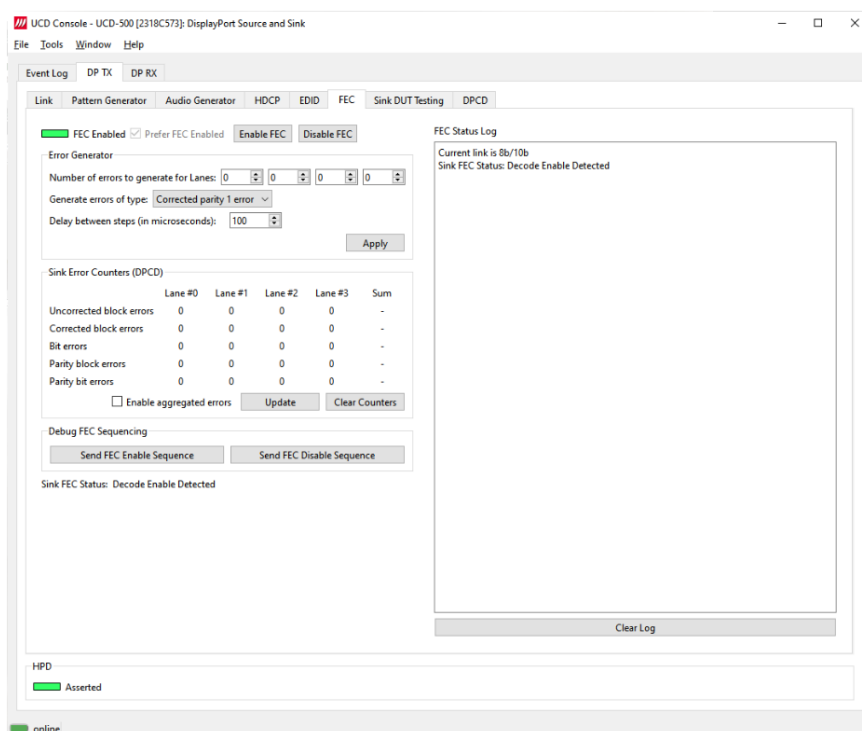 UCD Console - UCD-500 [2318C573]: DisplayPort Source and Sink
File Tools Window Help
Event Log DP TX DP RX
Link Pattern Generator Audio Generator HDCP EDID FEC Sink DUT Testing DPCD
FEC Enabled Prefer FEC Enabled Enable FEC Disable FEC
Error Generator
Number of errors to generate for Lanes: 0 0 0 0
Generate errors of type: Corrected parity 1 error
Delay between steps (in microseconds): 100
Apply
Sink Error Counters (DPCD)
Lane #0 Lane #1 Lane #2 Lane #3 Sum
Uncorrected block errors 0 0 0 0 -
Corrected block errors 0 0 0 0 -
Bit errors 0 0 0 0 -
Parity block errors 0 0 0 0 -
Parity bit errors 0 0 0 0 -
Enable aggregated errors Update Clear Counters
Debug FEC Sequencing
Send FEC Enable Sequence Send FEC Disable Sequence
Sink FEC Status: Decode Enable Detected
FEC Status Log
Current link is 8b/10b
Sink FEC Status: Decode Enable Detected
Clear Log
HPD
Asserted
online